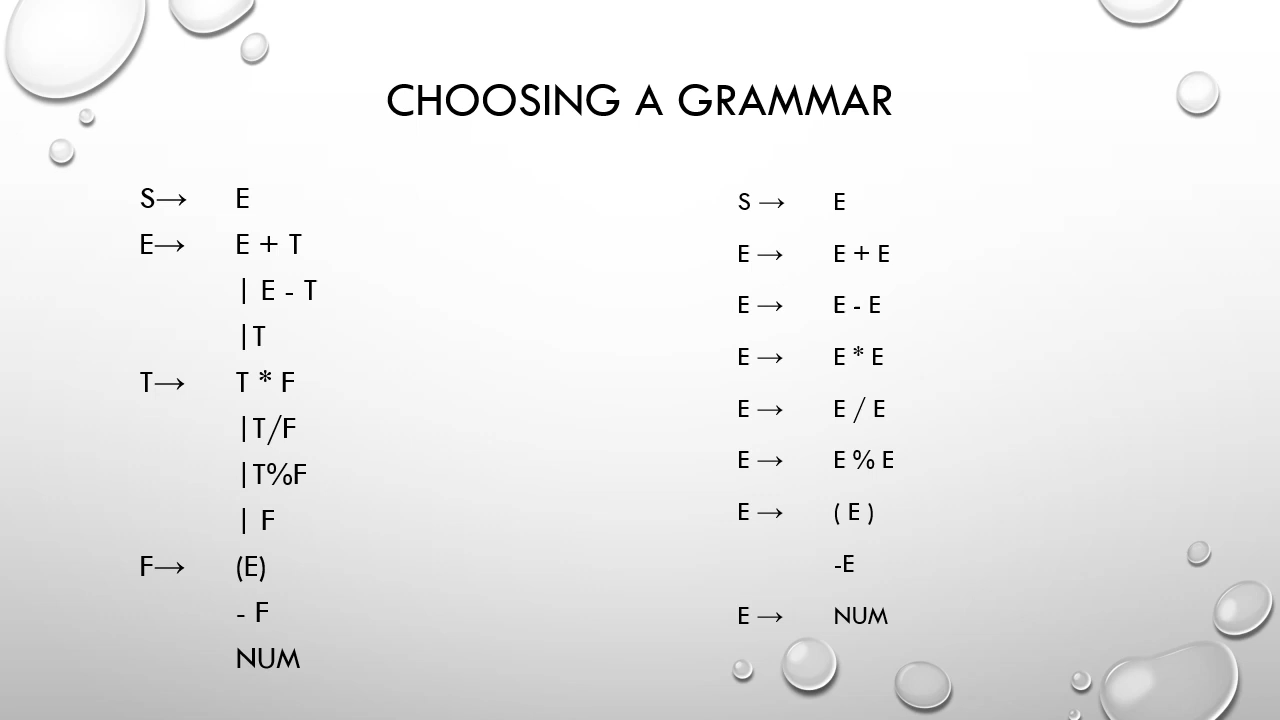 CHOOSING A GRAMMAR
S→ E
E→ E + T
| E - T
|T
T→ T * F
|T/F
|T%F
| F
F→ (E)
- F
NUM
S → E
E → E + E
E → E - E
E → E * E
E → E / E
E → E % E
E → ( E )
-E
E → NUM